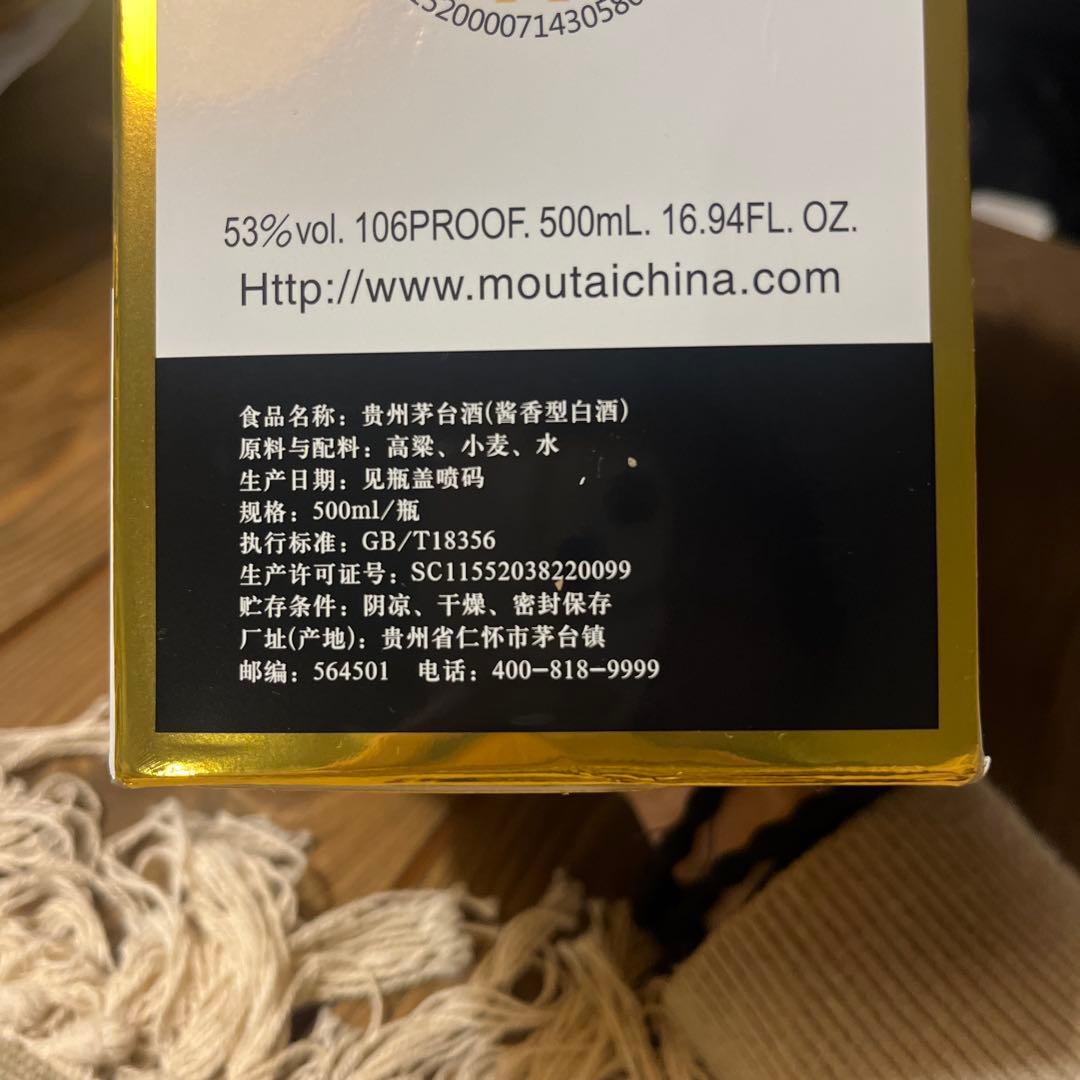 52000071430580
53%vol. 106PROOF. 500mL. 16.94FL. OZ.
Http://www.moutaichina.com
食品名称：贵州茅台酒(酱香型白酒)
原料与配料：高粱、小麦、水
生产日期：见瓶盖喷码
规格：500ml/瓶
执行标准：GB/T18356
生产许可证号：SC11552038220099
贮存条件：阴凉、干燥、密封保存
厂址(产地)：贵州省仁怀市茅台镇
邮编：564501 电话：400-818-9999